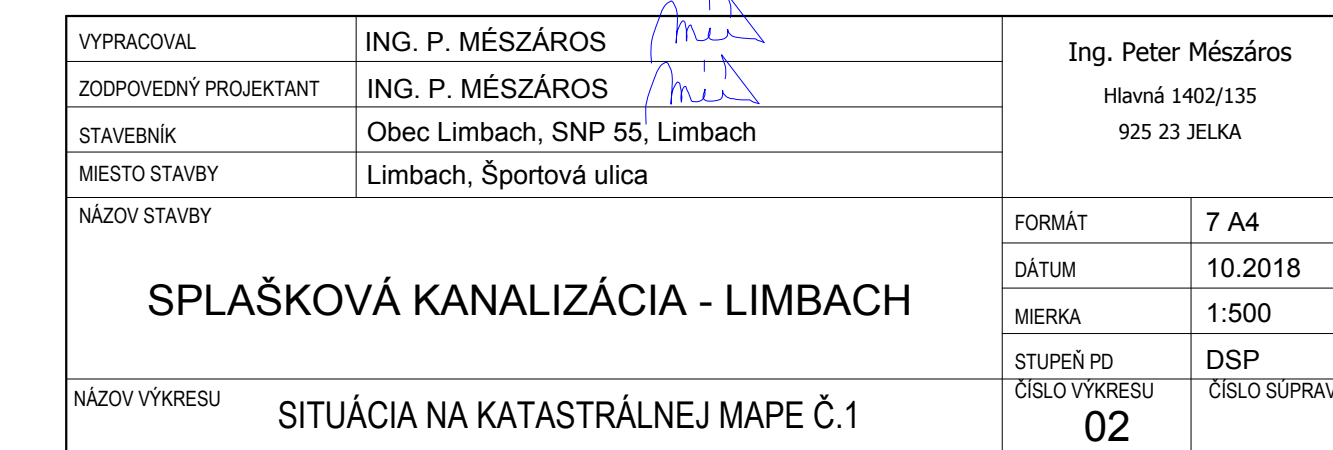 VYPRACOVAL ING. P. MÉSZÁROS
ZODPOVEDNÝ PROJEKTANT ING. P. MÉSZÁROS
STAVEBNÍK Obec Limbach, SNP 55, Limbach
MIESTO STAVBY Limbach, Športová ulica
Ing. Peter Mészáros
Hlavná 1402/135
925 23 JELKA
NÁZOV STAVBY
SPLAŠKOVÁ KANALIZÁCIA - LIMBACH
FORMÁT 7 A4
DÁTUM 10.2018
MIERKA 1:500
STUPEŇ PD DSP
NÁZOV VÝKRESU
SITUÁCIA NA KATASTRÁLNEJ MAPE Č.1
ČÍSLO VÝKRESU
02
ČÍSLO SÚPRAV